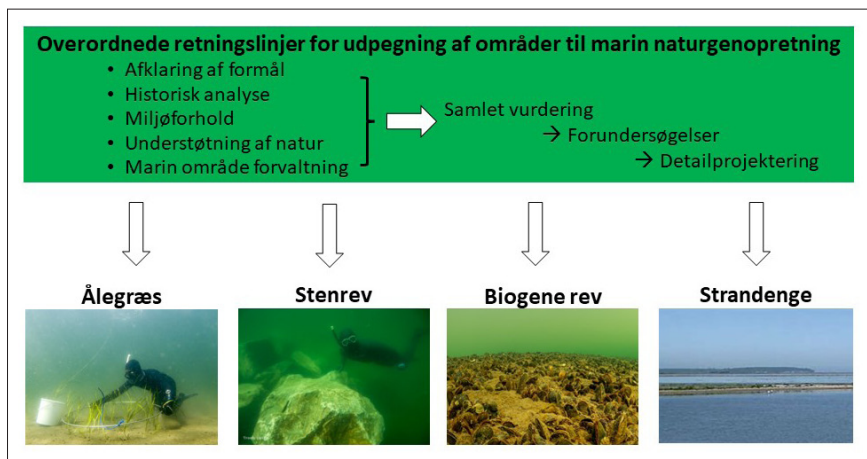 Overordnede retningslinjer for udpegning af områder til marin naturgenopretning
• Afklaring af formål
• Historisk analyse
• Miljøforhold
• Understøtning af natur
• Marin område forvaltning
Samlet vurdering
→ Forundersøgelser
→ Detailprojektering
Ålegræs
Stenrev
Biogene rev
Strandenge